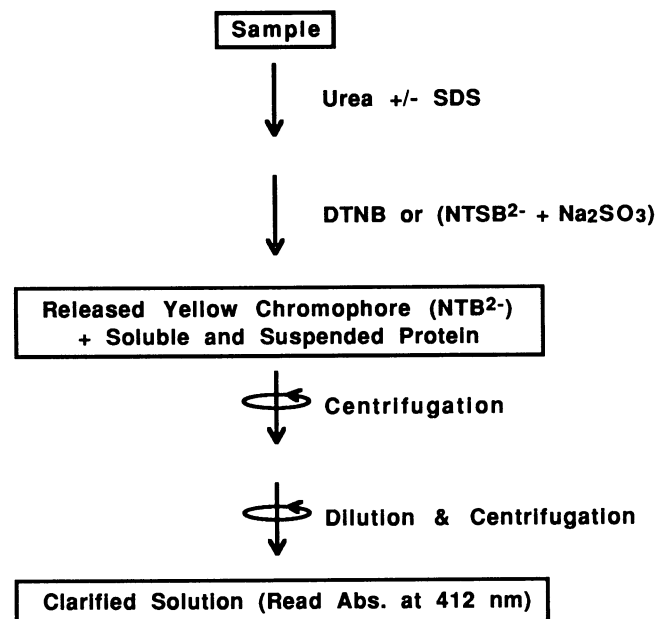 Sample
Urea +/- SDS
DTNB or (NTSB2- + Na2SO3)
Released Yellow Chromophore (NTB2-)
+ Soluble and Suspended Protein
Centrifugation
Dilution & Centrifugation
Clarified Solution (Read Abs. at 412 nm)